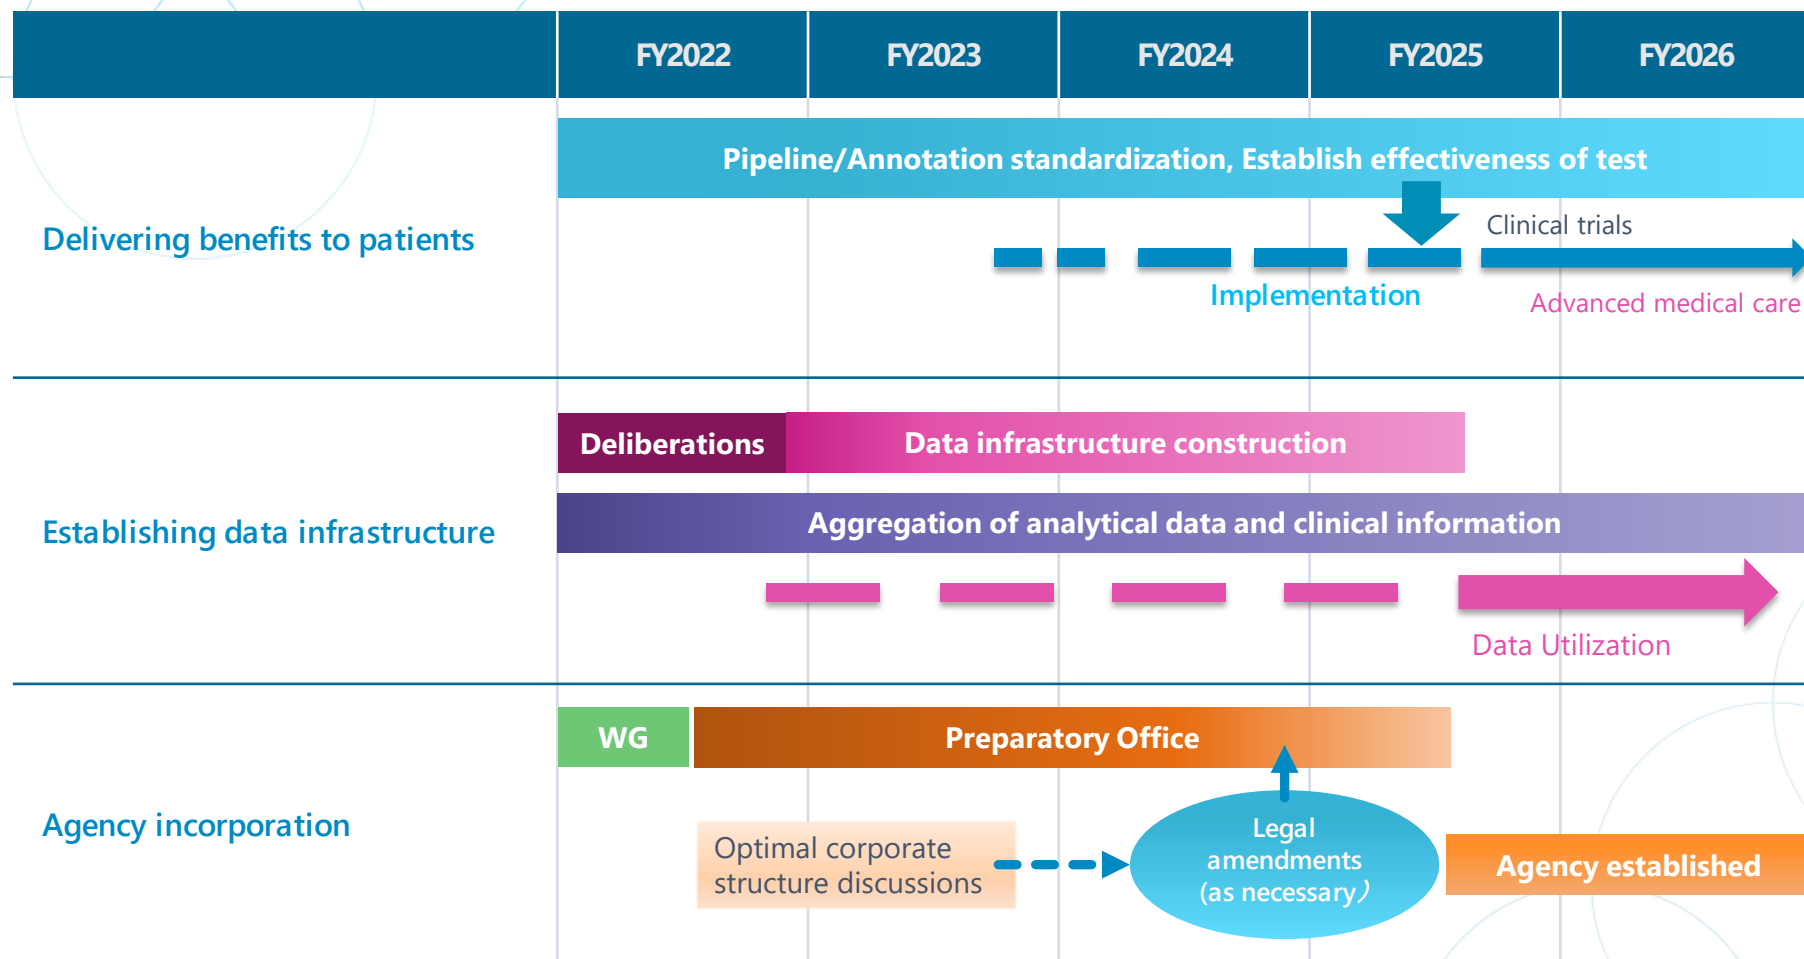 FY2022
FY2023
FY2024
FY2025
FY2026
Delivering benefits to patients
Pipeline/Annotation standardization, Establish effectiveness of test
Clinical trials
Implementation
Advanced medical care
Establishing data infrastructure
Deliberations
Data infrastructure construction
Aggregation of analytical data and clinical information
Data Utilization
Agency incorporation
WG
Preparatory Office
Optimal corporate
structure discussions
Legal
amendments
(as necessary）
Agency established